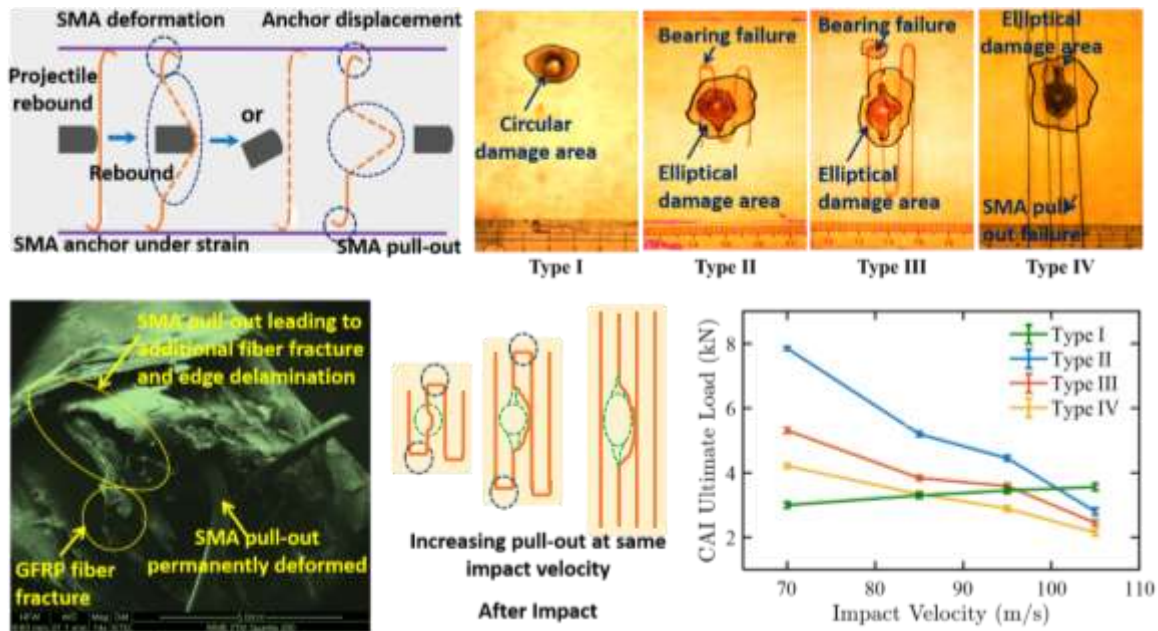 SMA deformation
Anchor displacement
Projectile
rebound
or
Rebound
SMA anchor under strain
SMA pull-out
Circular
damage area
Type I
Bearing failure
Elliptical
damage area
Type II
Bearing failure
Elliptical
damage area
Type III
Elliptical
damage area
SMA pull-
out failure
Type IV
SMA pull-out leading to
additional fiber fracture
and edge delamination
SMA pull-out
permanently deformed
GFRP fiber
fracture
Increasing pull-out at same
impact velocity
After Impact
CAI Ultimate Load (kN)
8
6
4
2
70
80
90
100
110
Impact Velocity (m/s)
Type I
Type II
Type III
Type IV